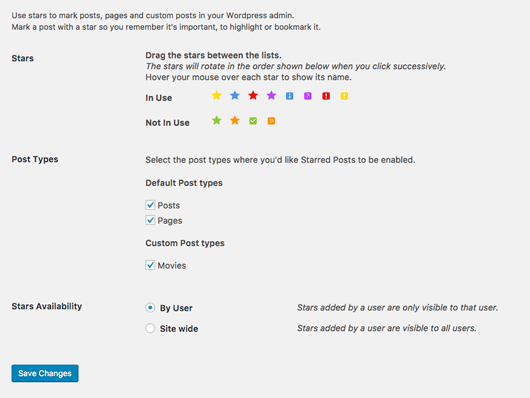 Use stars to mark posts, pages and custom posts in your Wordpress admin.
Mark a post with a star so you remember it's important, to highlight or bookmark it.
Stars
Drag the stars between the lists.
The stars will rotate in the order shown below when you click successively.
Hover your mouse over each star to show its name.
In Use
Not In Use
Post Types
Select the post types where you'd like Starred Posts to be enabled.
Default Post types
Posts
Pages
Custom Post types
Movies
Stars Availability
By User
Stars added by a user are only visible to that user.
Site wide
Stars added by a user are visible to all users.
Save Changes